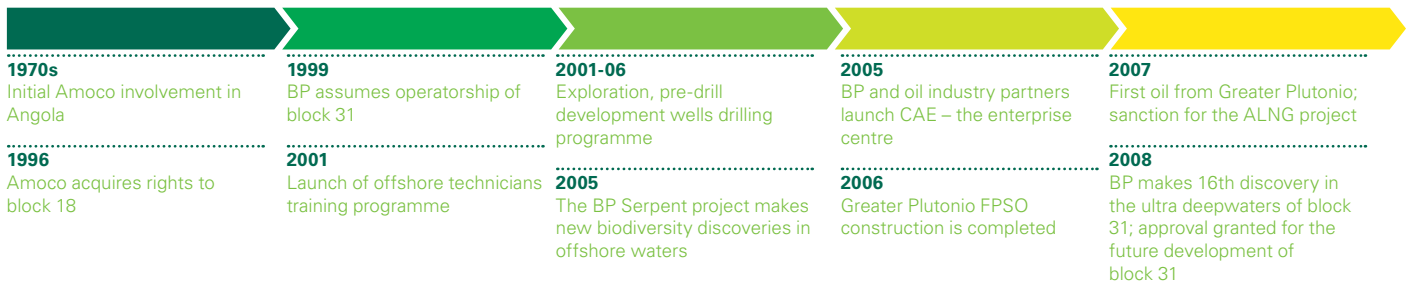 1970s
Initial Amoco involvement in
Angola
1996
Amoco acquires rights to
block 18
1999
BP assumes operatorship of
block 31
2001
Launch of offshore technicians
training programme
2001-06
Exploration, pre-drill
development wells drilling
programme
2005
The BP Serpent project makes
new biodiversity discoveries in
offshore waters
2005
BP and oil industry partners
launch CAE – the enterprise
centre
2006
Greater Plutonio FPSO
construction is completed
2007
First oil from Greater Plutonio;
sanction for the ALNG project
2008
BP makes 16th discovery in
the ultra deepwaters of block
31; approval granted for the
future development of
block 31